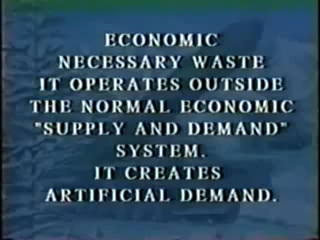 ECONOMIC
NECESSARY WASTE
IT OPERATES OUTSIDE
THE NORMAL ECONOMIC
"SUPPLY AND DEMAND"
SYSTEM.
IT CREATES
ARTIFICIAL DEMAND.